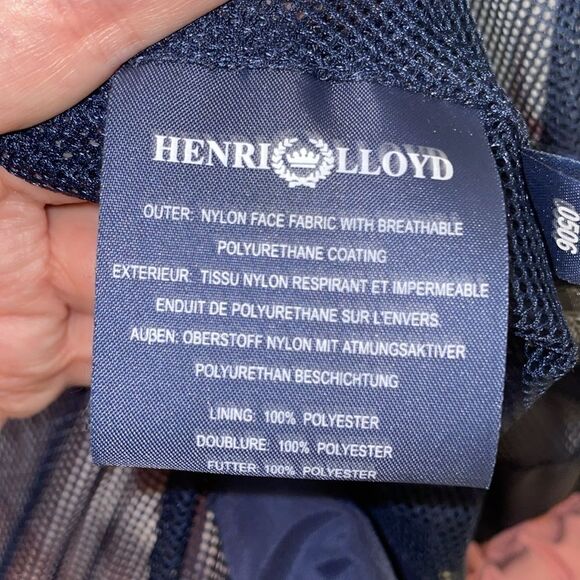 HENRI LLOYD
OUTER: NYLON FACE FABRIC WITH BREATHABLE
POLYURETHANE COATING
EXTERIEUR: TISSU NYLON RESPIRANT ET IMPERMEABLE
ENDUIT DE POLYURETHANE SUR L'ENVERS
AUβEN: OBERSTOFF NYLON MIT ATMUNGSAKTIVER
POLYURETHAN BESCHICHTUNG
LINING: 100% POLYESTER
DOUBLURE: 100% POLYESTER
FUTTER: 100% POLYESTER
0506